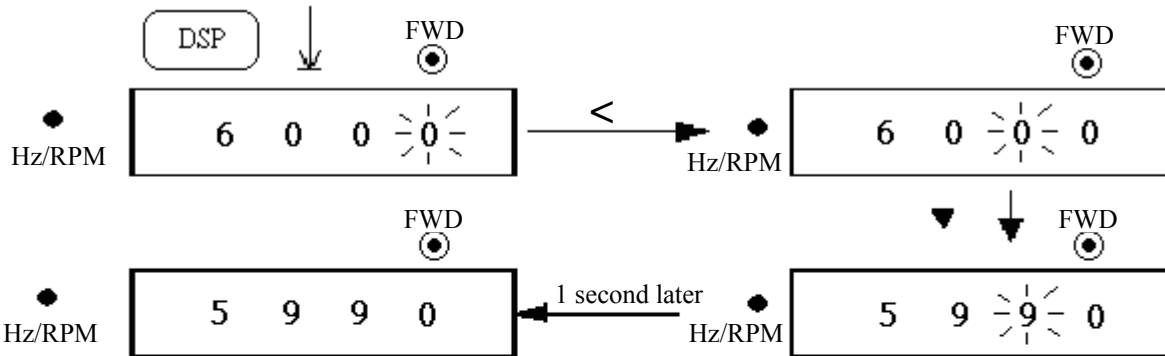 DSP
FWD
6 0 0 0
Hz/RPM
<
FWD
6 0 0 0
Hz/RPM
FWD
5 9 9 0
Hz/RPM
1 second later
FWD
5 9 9 0
Hz/RPM